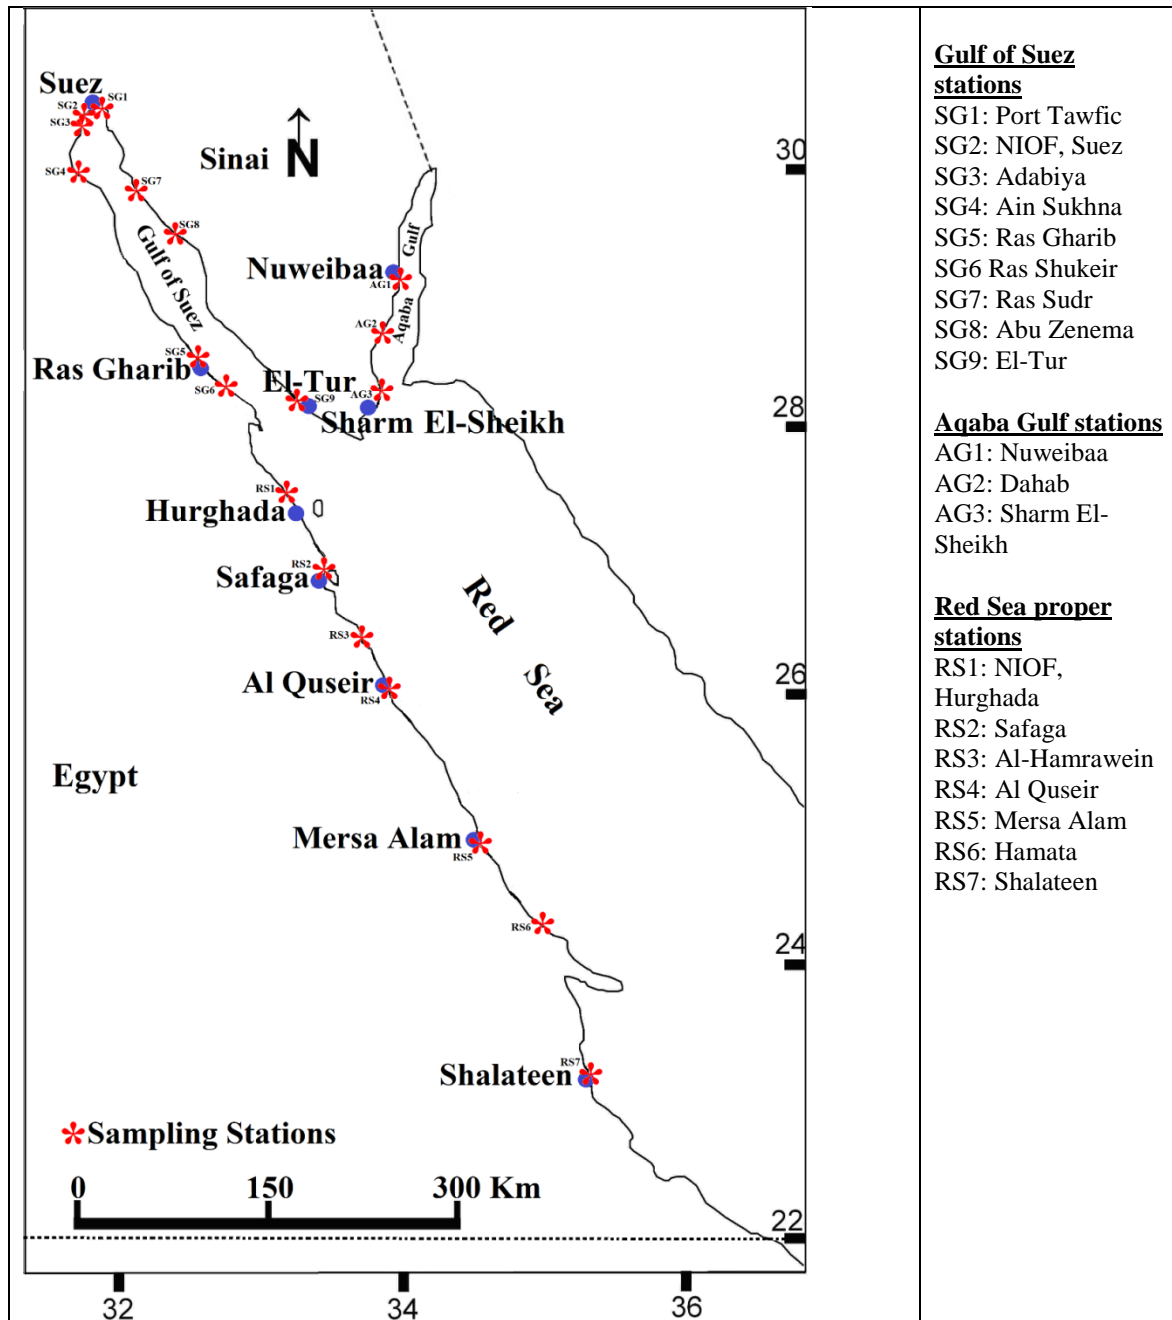 Suez
SG1
SG2
SG3
SG4
Sinai
N
30
SG7
SG8
Gulf of Suez
Aqaba Gulf
Nuweibaa
AG1
AG2
SG5
Ras Gharib
SG6
El-Tur
SG9
AG3
Sharm El-Sheikh
28
RS1
Hurghada
RS2
Safaga
Red Sea
RS3
Al Quseir
RS4
26
Egypt
Mersa Alam
RS5
RS6
24
RS7
Shalateen
Sampling Stations
0 150 300 Km
22
32 34 36
Gulf of Suez
stations
SG1: Port Tawfic
SG2: NIOF, Suez
SG3: Adabiya
SG4: Ain Sukhna
SG5: Ras Gharib
SG6 Ras Shukeir
SG7: Ras Sudr
SG8: Abu Zenema
SG9: El-Tur
Aqaba Gulf stations
AG1: Nuweibaa
AG2: Dahab
AG3: Sharm El-
Sheikh
Red Sea proper
stations
RS1: NIOF,
Hurghada
RS2: Safaga
RS3: Al-Hamrawein
RS4: Al Quseir
RS5: Mersa Alam
RS6: Hamata
RS7: Shalateen